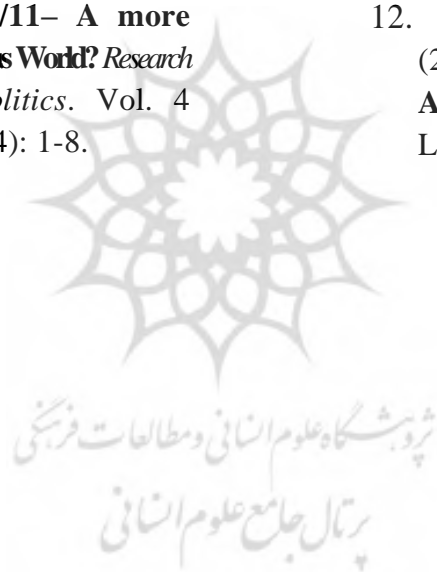 /11– A more
s World? Research
olitics. Vol. 4
4): 1-8.
12.
(2
A
L
پژوهشگاه علوم انسانی و مطالعات فرهنگی
پرتال جامع علوم انسانی